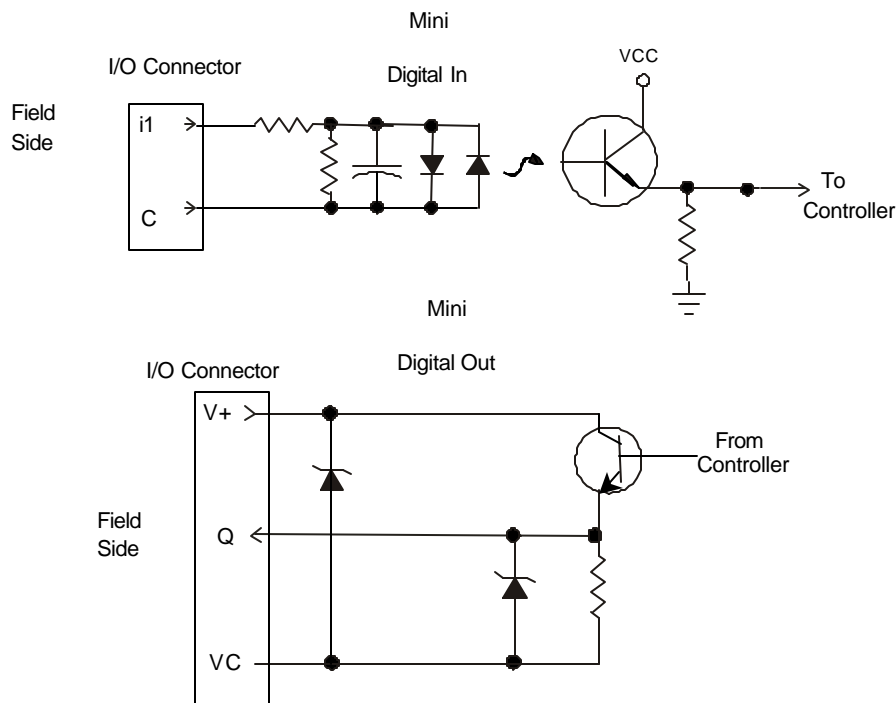 Mini
Digital In
I/O Connector
Field
Side
i1
C
VCC
To
Controller
Mini
Digital Out
I/O Connector
V+
From
Controller
Field
Side
Q
VC